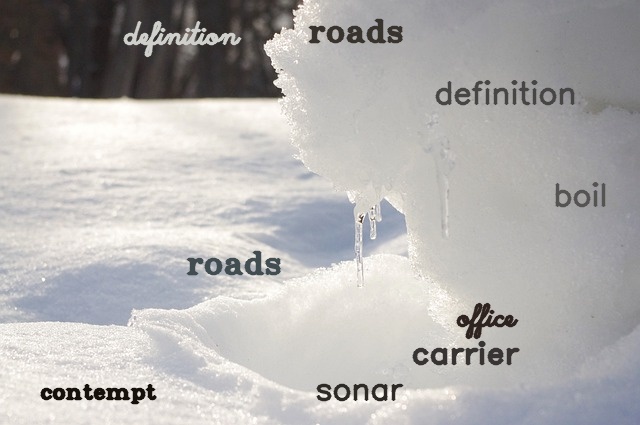 definition
roads
definition
boil
roads
office
carrier
sonar
contempt